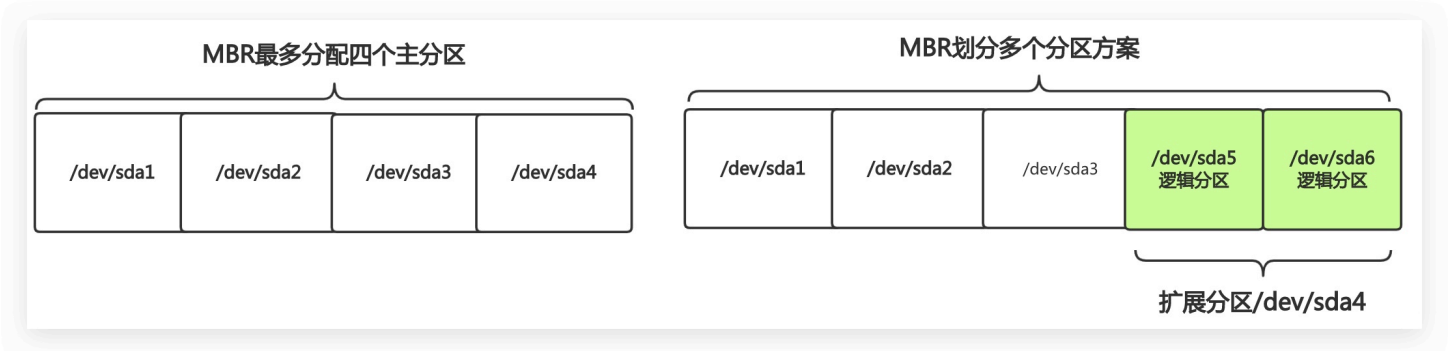 MBR最多分配四个主分区
/dev/sda1
/dev/sda2
/dev/sda3
/dev/sda4
MBR划分多个分区方案
/dev/sda1
/dev/sda2
/dev/sda3
/dev/sda5
逻辑分区
/dev/sda6
逻辑分区
扩展分区/dev/sda4